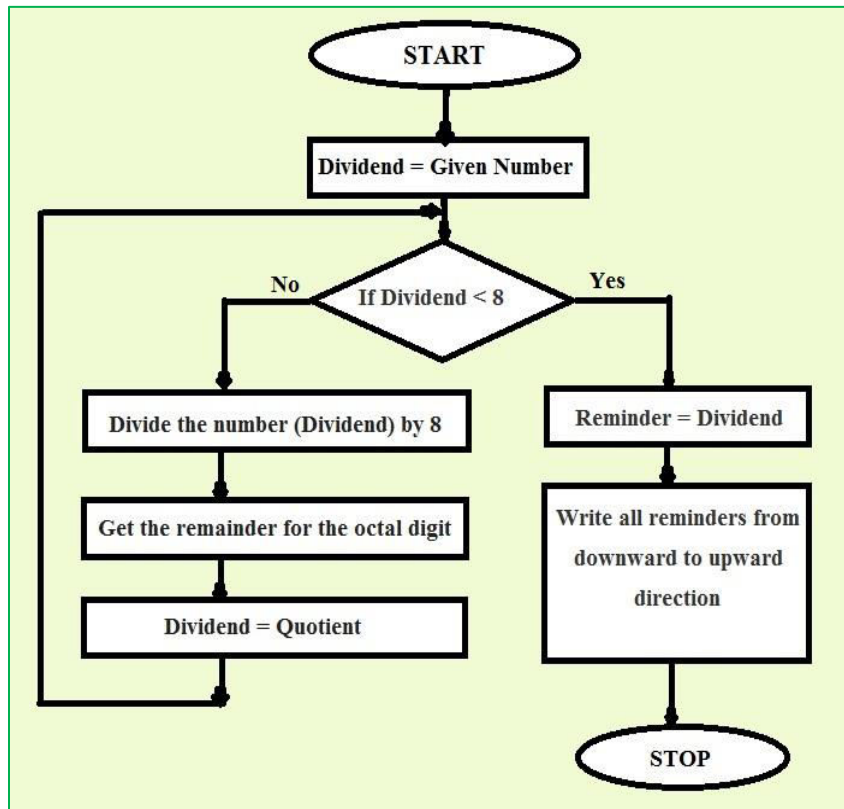 START
Dividend = Given Number
No
Yes
If Dividend < 8
Divide the number (Dividend) by 8
Get the remainder for the octal digit
Dividend = Quotient
Reminder = Dividend
Write all reminders from
downward to upward
direction
STOP